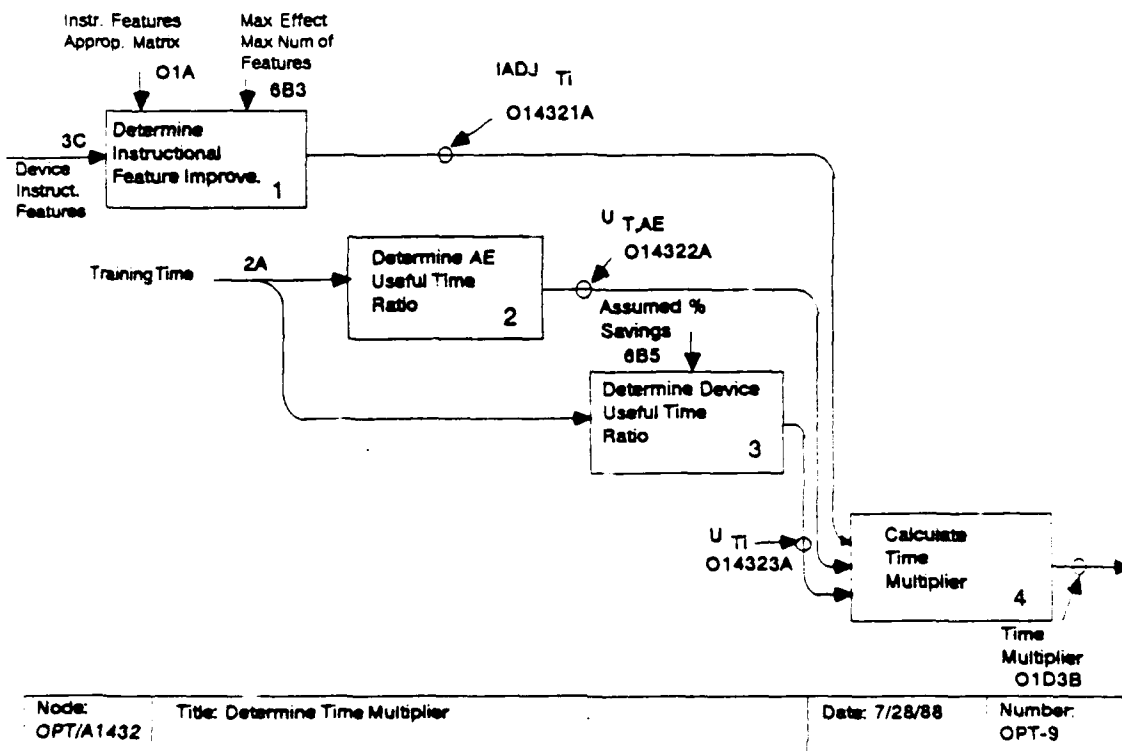 Instr. Features
Approp. Matrix
O1A
Max Effect
Max Num of
Features
6B3
IADJ Ti
O14321A
3C
Device
Instruct.
Features
Determine
Instructional
Feature Improve.
1
Training Time
2A
Determine AE
Useful Time
Ratio
2
U T,AE
O14322A
Assumed %
Savings
6B5
Determine Device
Useful Time
Ratio
3
U Ti
O14323A
Calculate
Time
Multiplier
4
Time
Multiplier
O1D3B
Node:
OPT/A1432
Title: Determine Time Multiplier
Date: 7/28/88
Number:
OPT-9